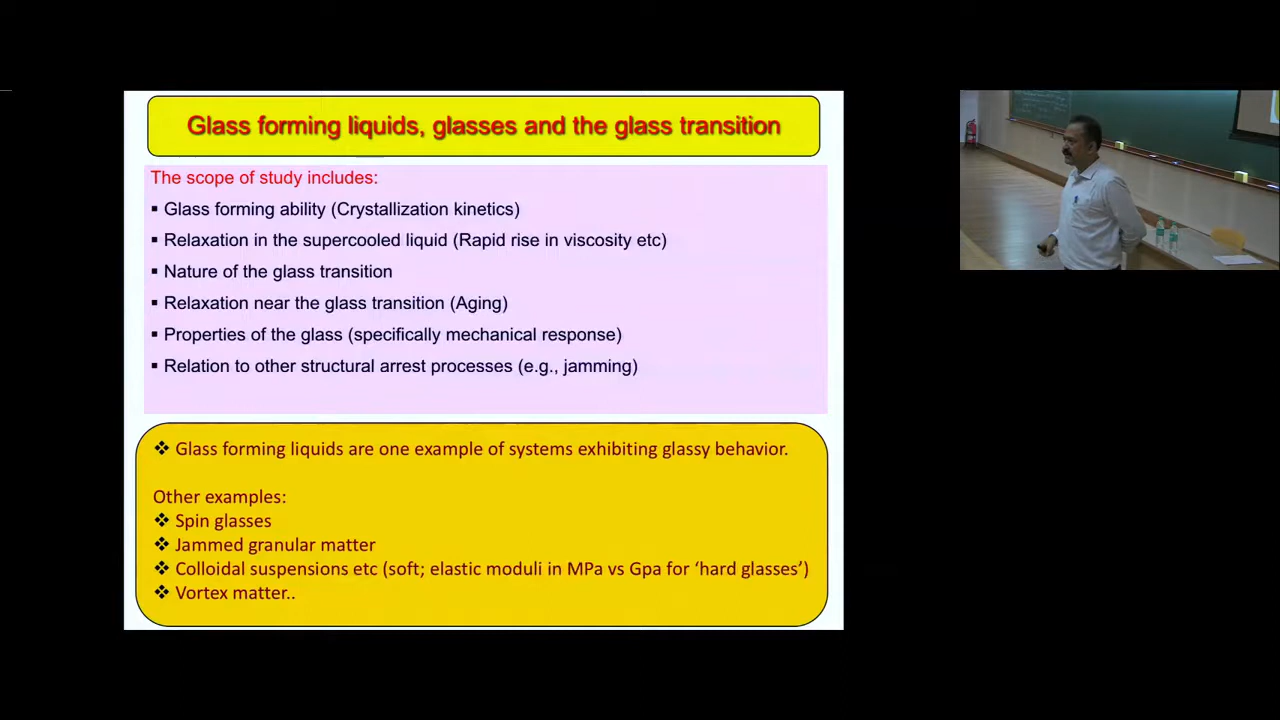 Glass forming liquids, glasses and the glass transition
The scope of study includes:
▪ Glass forming ability (Crystallization kinetics)
▪ Relaxation in the supercooled liquid (Rapid rise in viscosity etc)
▪ Nature of the glass transition
▪ Relaxation near the glass transition (Aging)
▪ Properties of the glass (specifically mechanical response)
▪ Relation to other structural arrest processes (e.g., jamming)
❖ Glass forming liquids are one example of systems exhibiting glassy behavior.
Other examples:
❖ Spin glasses
❖ Jammed granular matter
❖ Colloidal suspensions etc (soft; elastic moduli in MPa vs Gpa for ‘hard glasses’)
❖ Vortex matter..